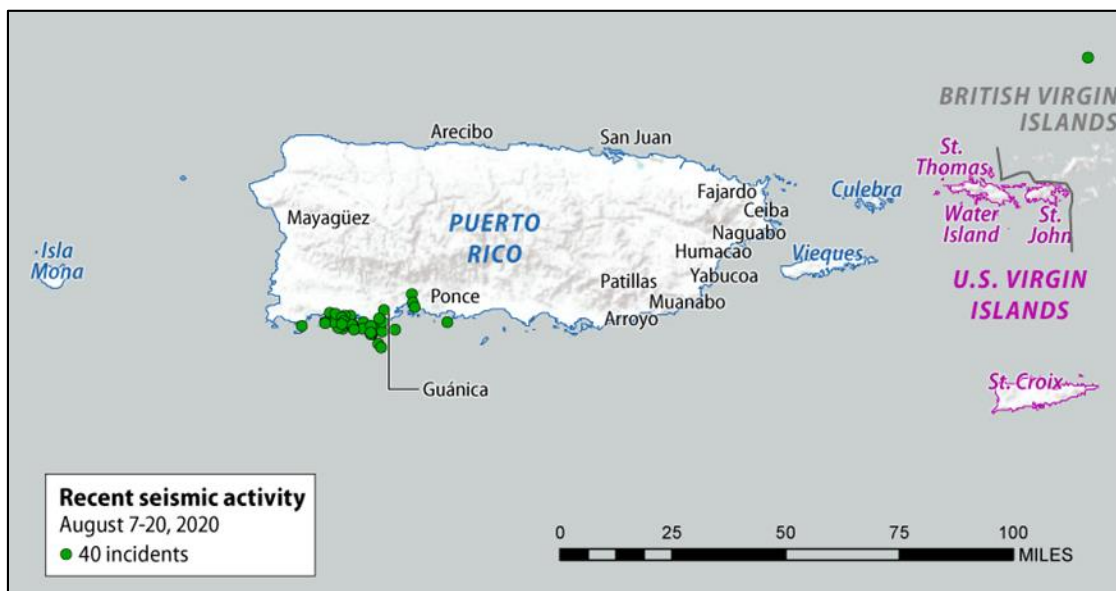 BRITISH VIRGIN
ISLANDS
Arecibo
San Juan
St.
Thomas
Fajardo
Culebra
Ceiba
Mayagüez
PUERTO
RICO
Naguabo
Water
Island
St.
John
Isla
Mona
Humacao
Vieques
Patillas
Yabucoa
U.S. VIRGIN
ISLANDS
Ponce
Muanabo
Arroyo
Guánica
St. Croix
Recent seismic activity
August 7-20, 2020
40 incidents
0 25 50 75 100
MILES